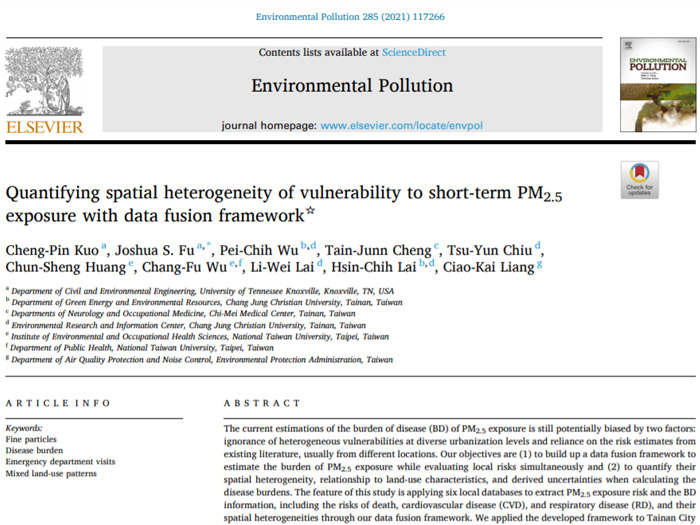 Environmental Pollution 285 (2021) 117266
Contents lists available at ScienceDirect
Environmental Pollution
journal homepage: www.elsevier.com/locate/envpol
ELSEVIER
ENVIRONMENTAL
POLLUTION
Check for
updates
Quantifying spatial heterogeneity of vulnerability to short-term PM2.5
exposure with data fusion framework☆
Cheng-Pin Kuo a, Joshua S. Fu a,*, Pei-Chih Wu b,d, Tain-Junn Cheng c, Tsu-Yun Chiu d,
Chun-Sheng Huang e, Chang-Fu Wu e,f, Li-Wei Lai d, Hsin-Chih Lai b,d, Ciao-Kai Liang g
a Department of Civil and Environmental Engineering, University of Tennessee Knoxville, Knoxville, TN, USA
b Department of Green Energy and Environmental Resources, Chang Jung Christian University, Tainan, Taiwan
c Departments of Neurology and Occupational Medicine, Chi-Mei Medical Center, Tainan, Taiwan
d Environmental Research and Information Center, Chang Jung Christian University, Tainan, Taiwan
e Institute of Environmental and Occupational Health Sciences, National Taiwan University, Taipei, Taiwan
f Department of Public Health, National Taiwan University, Taipei, Taiwan
g Department of Air Quality Protection and Noise Control, Environmental Protection Administration, Taiwan
ARTICLE INFO
Keywords:
Fine particles
Disease burden
Emergency department visits
Mixed land-use patterns
ABSTRACT
The current estimations of the burden of disease (BD) of PM2.5 exposure is still potentially biased by two factors:
ignorance of heterogeneous vulnerabilities at diverse urbanization levels and reliance on the risk estimates from
existing literature, usually from different locations. Our objectives are (1) to build up a data fusion framework to
estimate the burden of PM2.5 exposure while evaluating local risks simultaneously and (2) to quantify their
spatial heterogeneity, relationship to land-use characteristics, and derived uncertainties when calculating the
disease burdens. The feature of this study is applying six local databases to extract PM2.5 exposure risk and the BD
information, including the risks of death, cardiovascular disease (CVD), and respiratory disease (RD), and their
spatial heterogeneities through our data fusion framework. We applied the developed framework to Tainan City